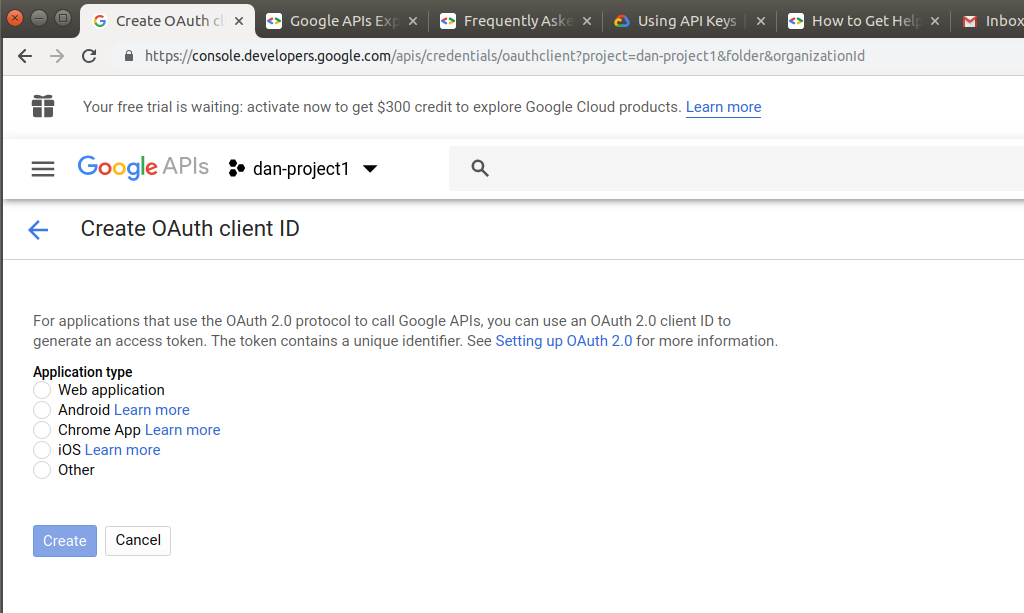 Create OAuth cl
Google APIs Exp
Frequently Aske
Using API Keys
How to Get Help
Inbox
https://console.developers.google.com/apis/credentials/oauthclient?project=dan-project1&folder&organizationId
Your free trial is waiting: activate now to get $300 credit to explore Google Cloud products. Learn more
Google APIs dan-project1
Create OAuth client ID
For applications that use the OAuth 2.0 protocol to call Google APIs, you can use an OAuth 2.0 client ID to
generate an access token. The token contains a unique identifier. See Setting up OAuth 2.0 for more information.
Application type
Web application
Android Learn more
Chrome App Learn more
iOS Learn more
Other
Create Cancel